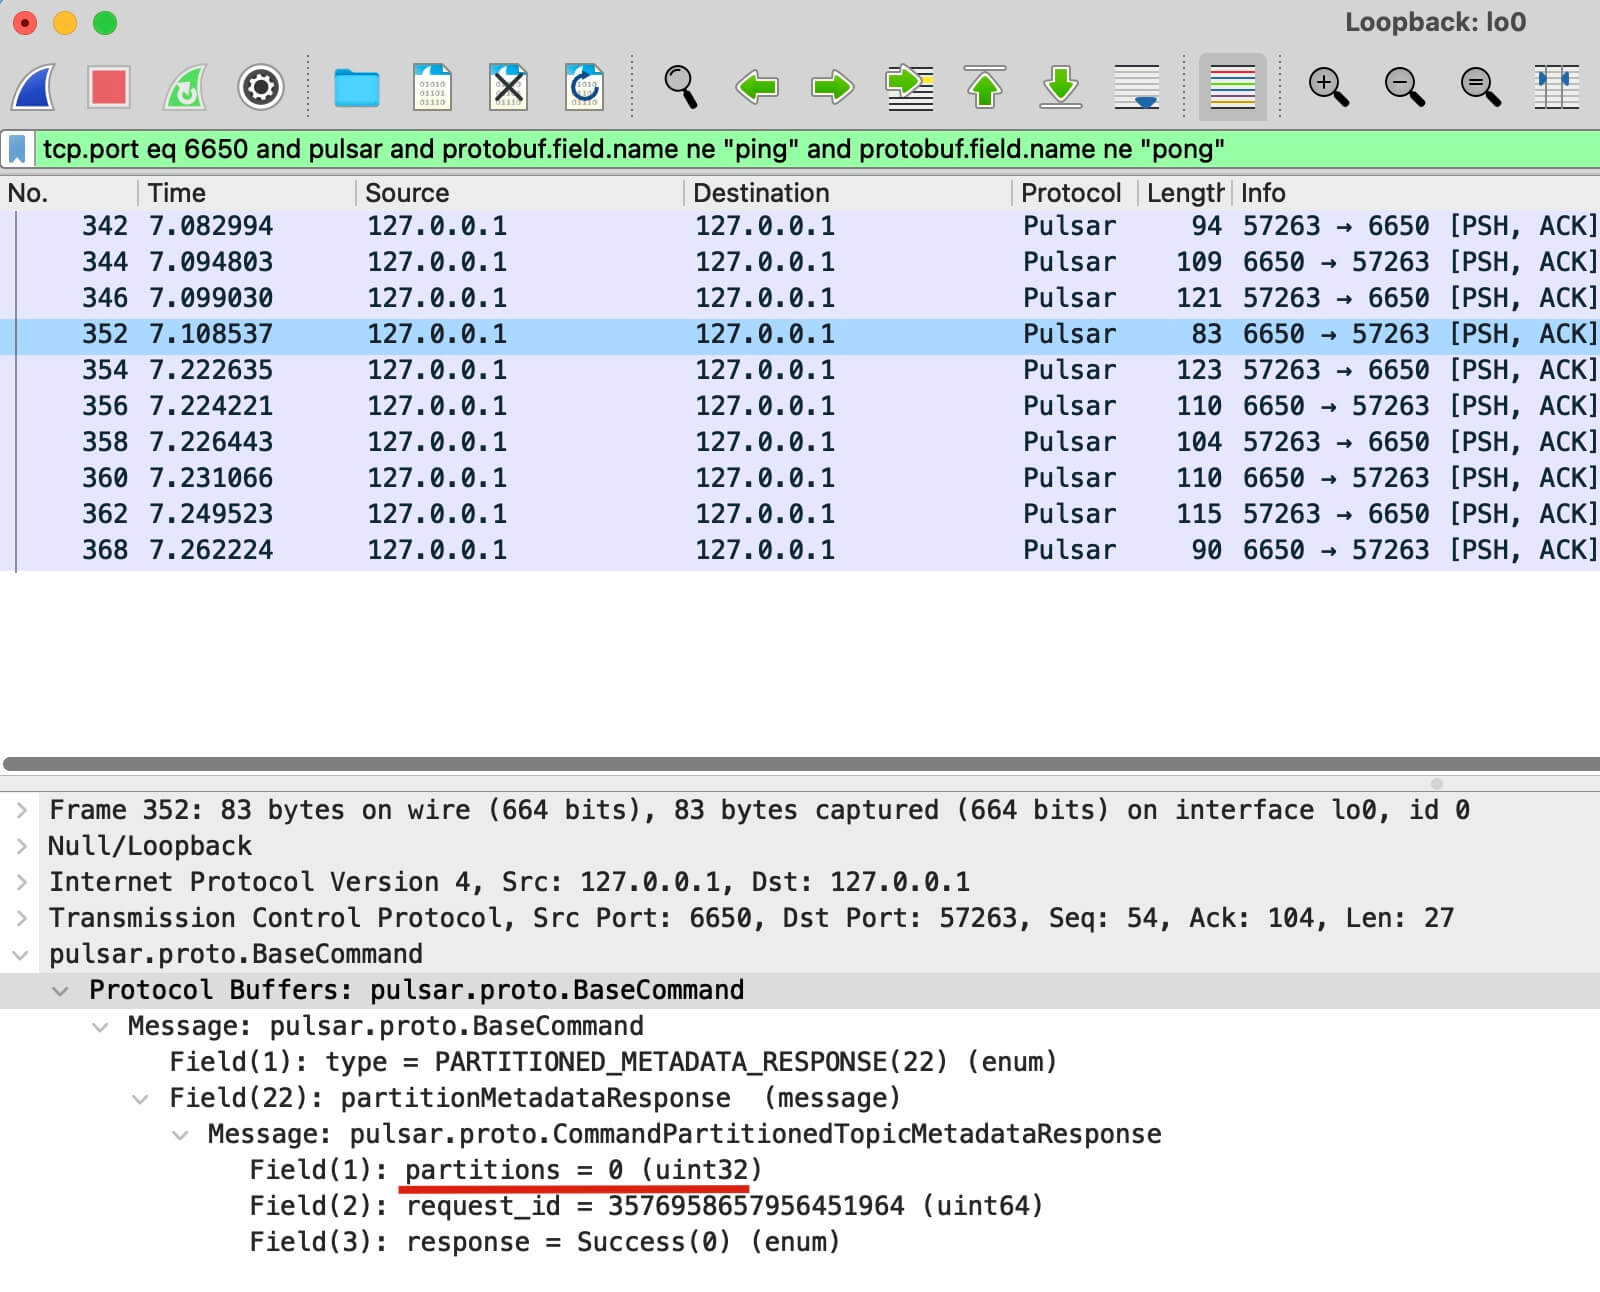 Loopback: lo0
tcp.port eq 6650 and pulsar and protobuf.field.name ne "ping" and protobuf.field.name ne "pong"
No. Time Source Destination Protocol Length Info
342 7.082994 127.0.0.1 127.0.0.1 Pulsar 94 57263 → 6650 [PSH, ACK]
344 7.094803 127.0.0.1 127.0.0.1 Pulsar 109 6650 → 57263 [PSH, ACK]
346 7.099030 127.0.0.1 127.0.0.1 Pulsar 121 57263 → 6650 [PSH, ACK]
352 7.108537 127.0.0.1 127.0.0.1 Pulsar 83 6650 → 57263 [PSH, ACK]
354 7.222635 127.0.0.1 127.0.0.1 Pulsar 123 57263 → 6650 [PSH, ACK]
356 7.224221 127.0.0.1 127.0.0.1 Pulsar 110 6650 → 57263 [PSH, ACK]
358 7.226443 127.0.0.1 127.0.0.1 Pulsar 104 57263 → 6650 [PSH, ACK]
360 7.231066 127.0.0.1 127.0.0.1 Pulsar 110 6650 → 57263 [PSH, ACK]
362 7.249523 127.0.0.1 127.0.0.1 Pulsar 115 57263 → 6650 [PSH, ACK]
368 7.262224 127.0.0.1 127.0.0.1 Pulsar 90 6650 → 57263 [PSH, ACK]
Frame 352: 83 bytes on wire (664 bits), 83 bytes captured (664 bits) on interface lo0, id 0
Null/Loopback
Internet Protocol Version 4, Src: 127.0.0.1, Dst: 127.0.0.1
Transmission Control Protocol, Src Port: 6650, Dst Port: 57263, Seq: 54, Ack: 104, Len: 27
pulsar.proto.BaseCommand
Protocol Buffers: pulsar.proto.BaseCommand
Message: pulsar.proto.BaseCommand
Field(1): type = PARTITIONED_METADATA_RESPONSE(22) (enum)
Field(22): partitionMetadataResponse (message)
Message: pulsar.proto.CommandPartitionedTopicMetadataResponse
Field(1): partitions = 0 (uint32)
Field(2): request_id = 3576958657956451964 (uint64)
Field(3): response = Success(0) (enum)